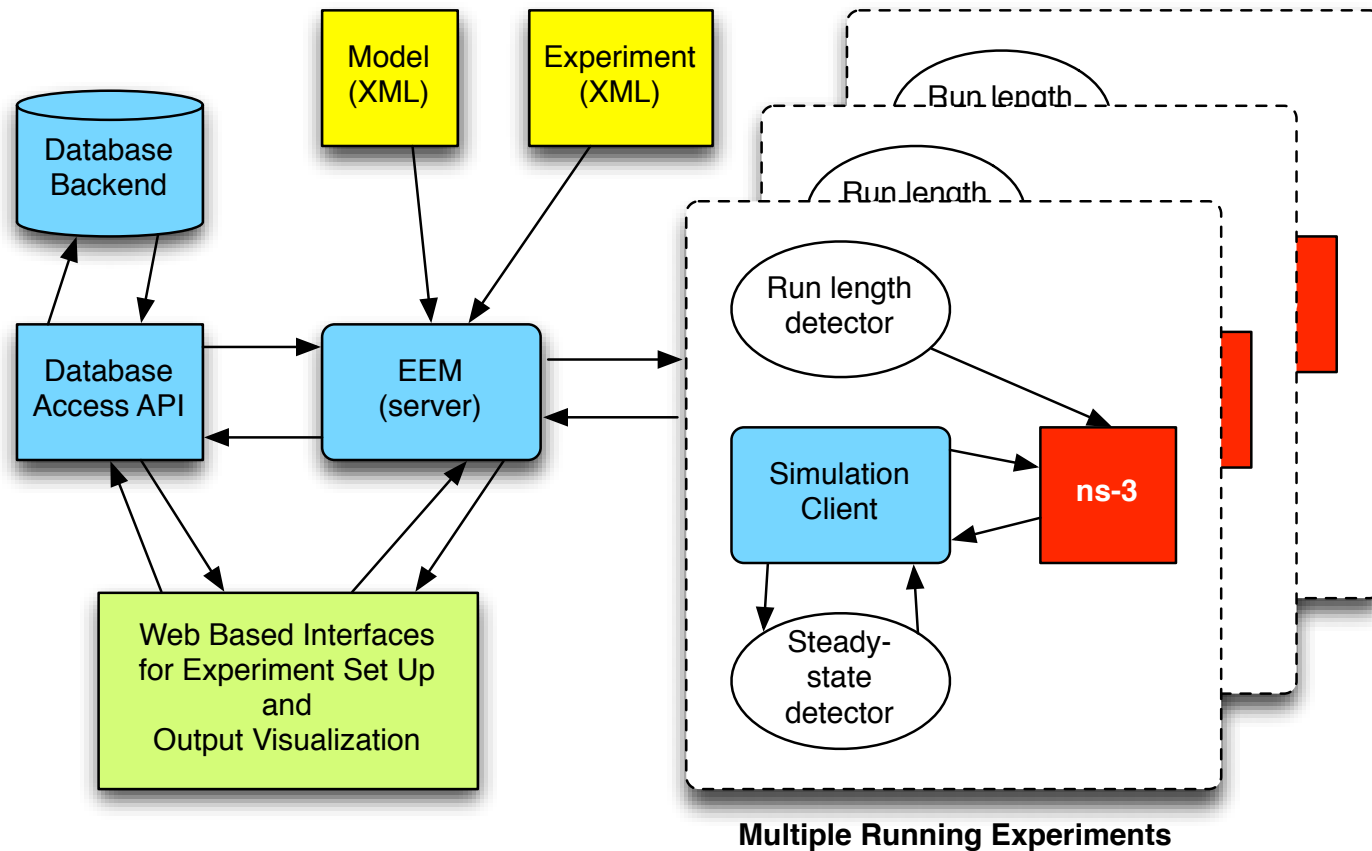 Model
(XML)
Experiment
(XML)
Database
Backend
Run length
Run length
Run length
detector
Database
Access API
EEM
(server)
Simulation
Client
ns-3
Steady-
state
detector
Web Based Interfaces
for Experiment Set Up
and
Output Visualization
Multiple Running Experiments